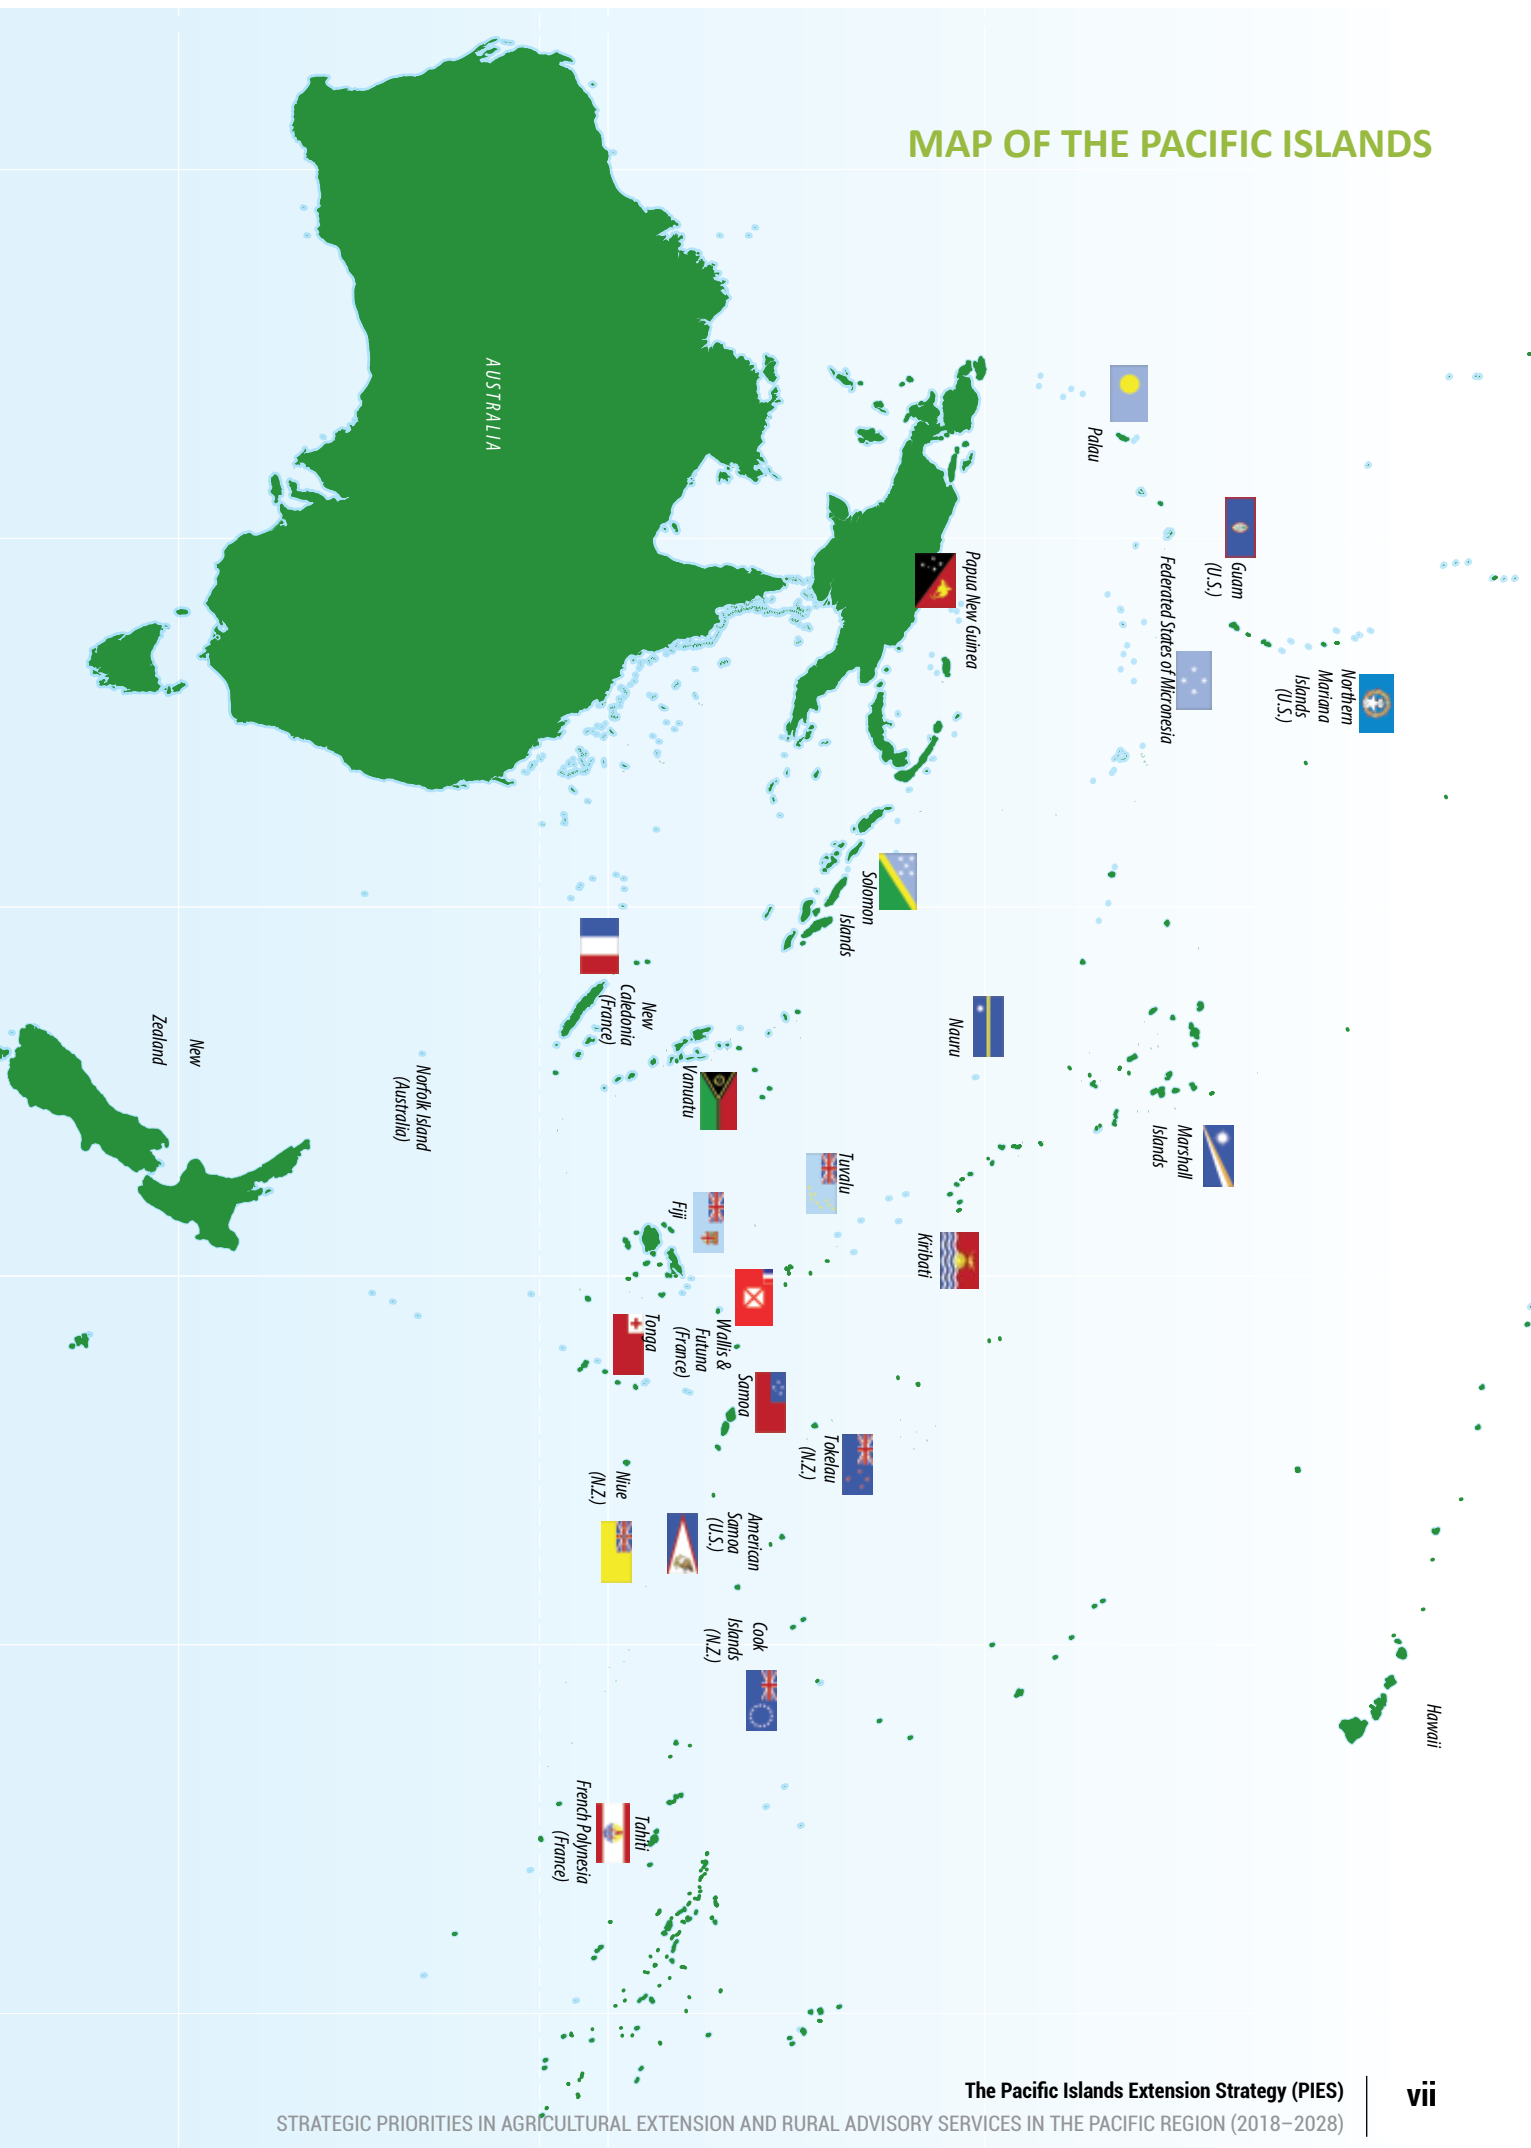 MAP OF THE PACIFIC ISLANDS
AUSTRALIA
Palau
Guam
(U.S.)
Northern
Mariana
Islands
(U.S.)
Federated States of Micronesia
Papua New Guinea
Solomon
Islands
New
Caledonia
(France)
Nauru
Marshall
Islands
Vanuatu
New
Zealand
Norfolk Island
(Australia)
Tuvalu
Fiji
Kiribati
Wallis &
Futuna
(France)
Tonga
Samoa
Tokelau
(N.Z.)
Niue
(N.Z.)
American
Samoa
(U.S.)
Cook
Islands
(N.Z.)
Hawaii
Tahiti
French Polynesia
(France)
The Pacific Islands Extension Strategy (PIES)
STRATEGIC PRIORITIES IN AGRICULTURAL EXTENSION AND RURAL ADVISORY SERVICES IN THE PACIFIC REGION (2018–2028)
vii